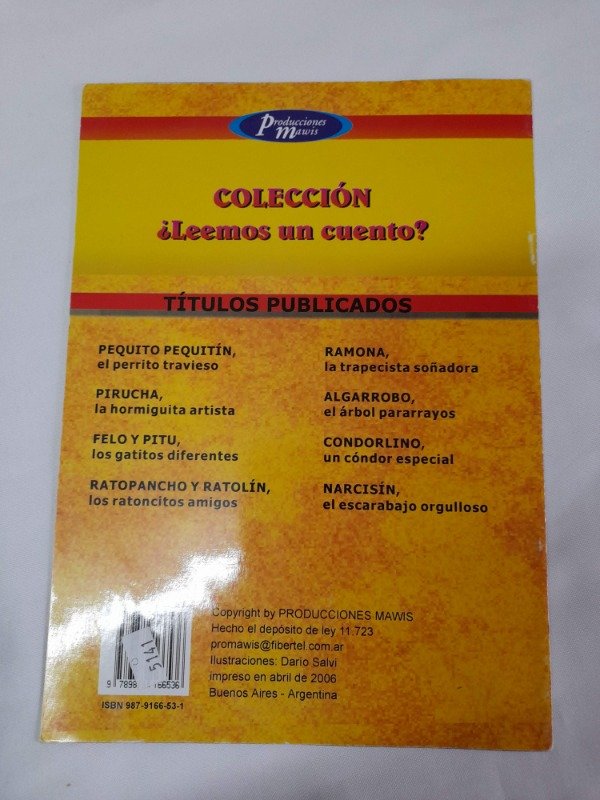 Producciones
Mawis
COLECCIÓN
¿Leemos un cuento?
TÍTULOS PUBLICADOS
PEQUITO PEQUITÍN,
el perrito travieso
PIRUCHA,
la hormiguita artista
FELO Y PITU,
los gatitos diferentes
RATOPANCHO Y RATOLÍN,
los ratoncitos amigos
RAMONA,
la trapecista soñadora
ALGARROBO,
el árbol pararrayos
CONDORLINO,
un cóndor especial
NARCISÍN,
el escarabajo orgulloso
5141
9 7898 166536
ISBN 987-9166-53-1
Copyright by PRODUCCIONES MAWIS
Hecho el depósito de ley 11.723
promawis@fibertel.com.ar
Ilustraciones: Darío Salvi
impreso en abril de 2006
Buenos Aires - Argentina